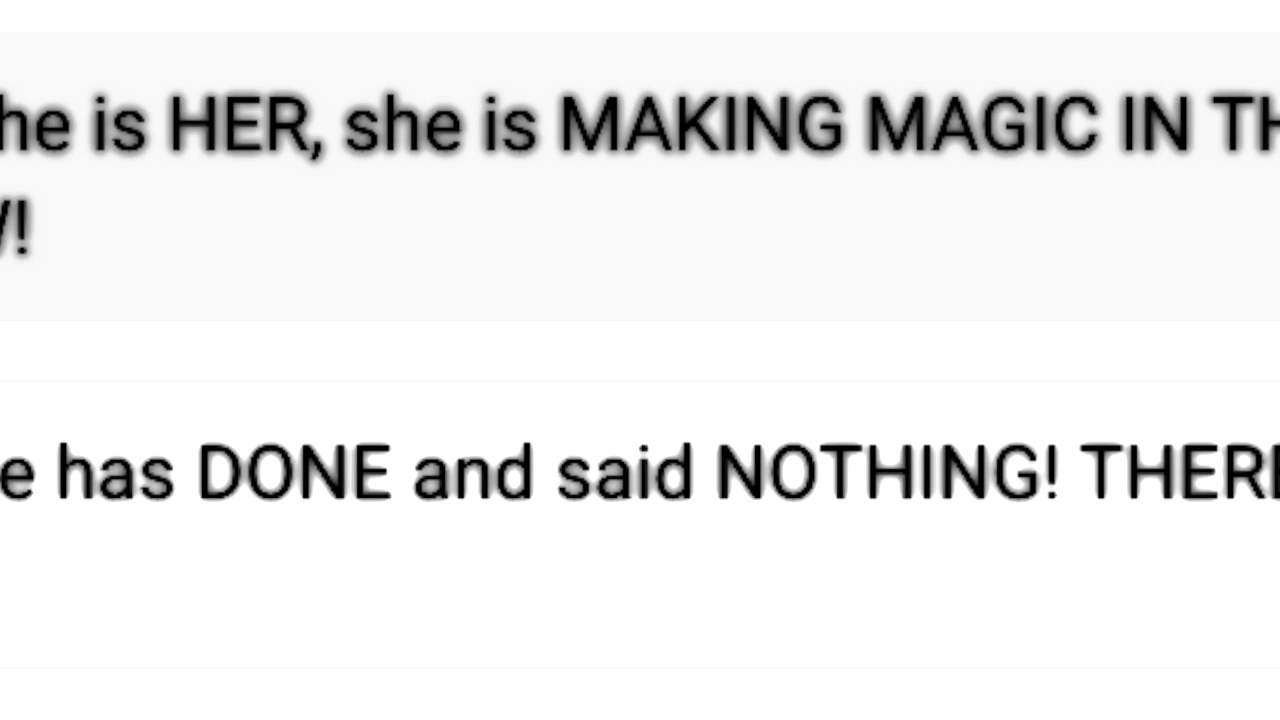 he is HER, she is MAKING MAGIC IN TH
!
e has DONE and said NOTHING! THER